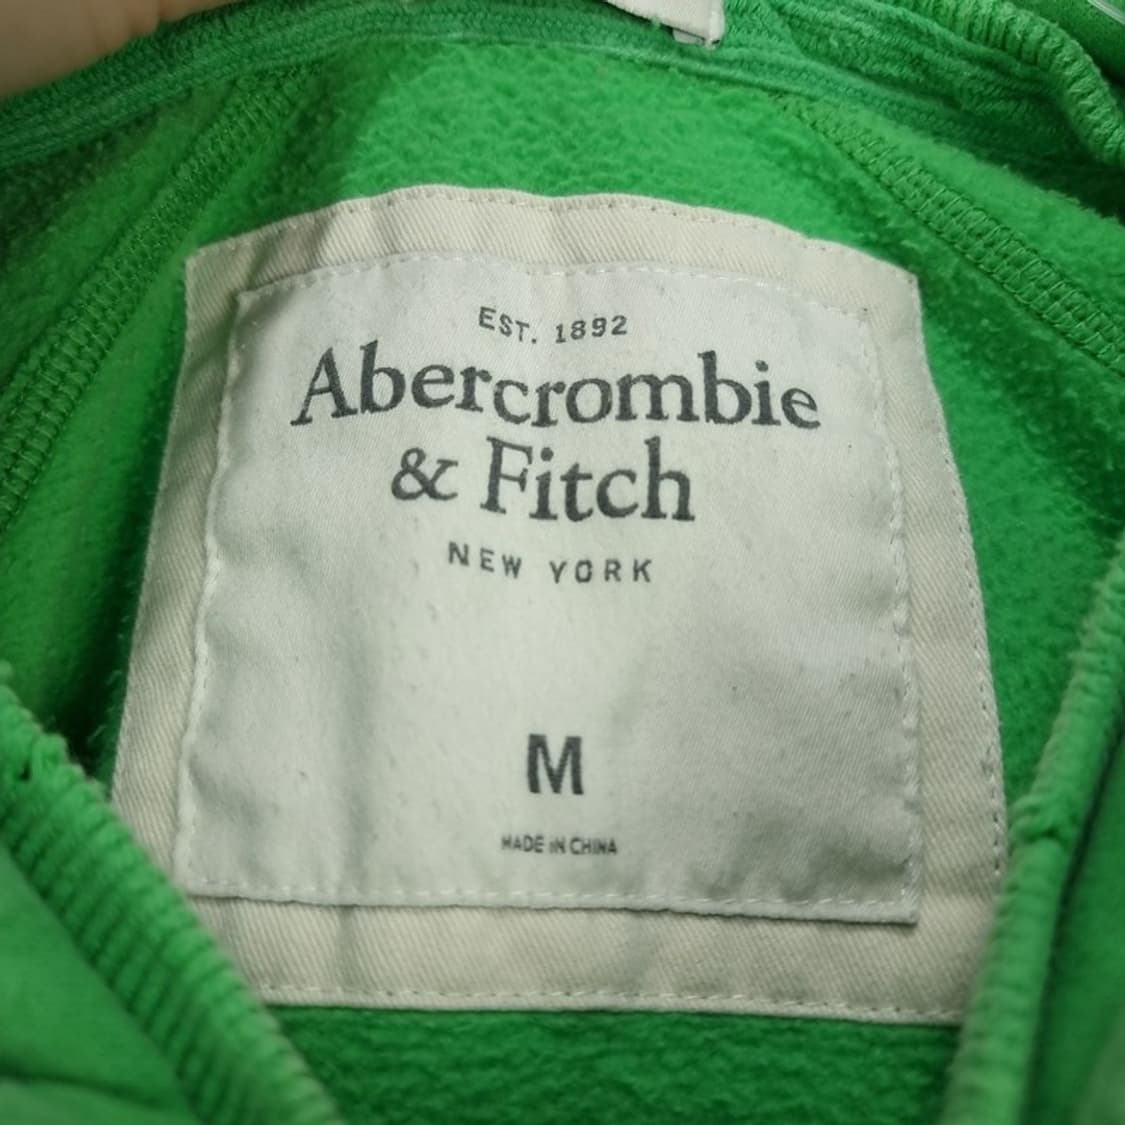 EST. 1892
Abercrombie
& Fitch
NEW YORK
M
MADE IN CHINA